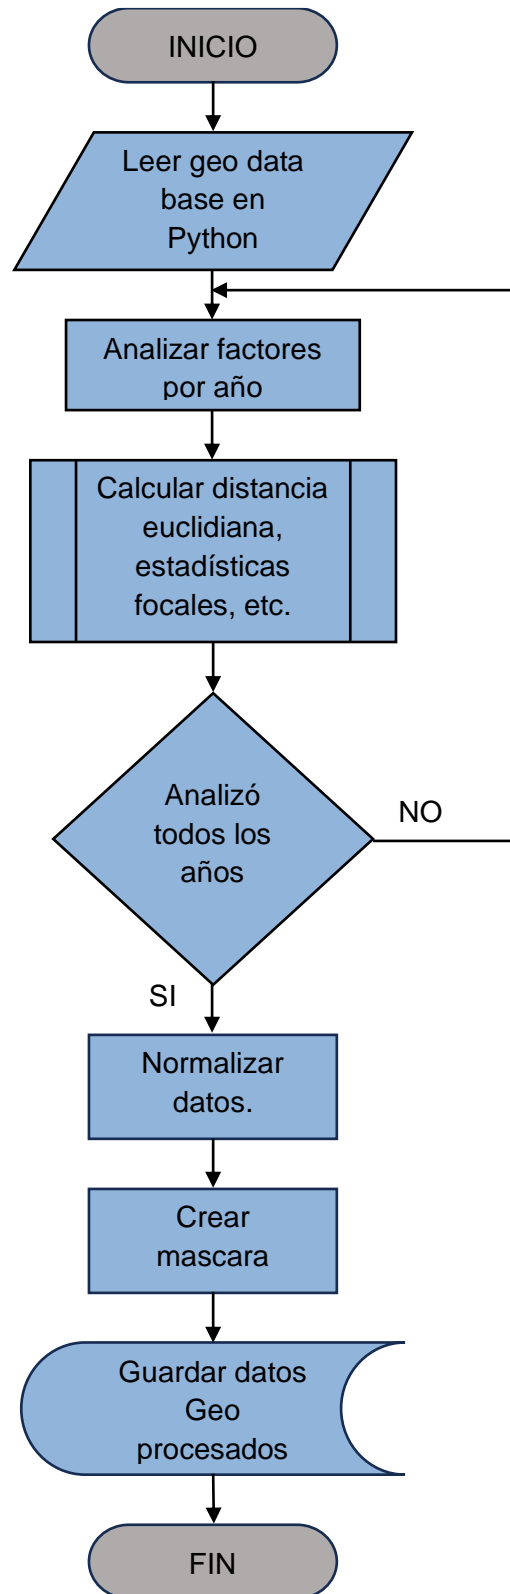 INICIO
Leer geo data
base en
Python
Analizar factores
por año
Calcular distancia
euclidiana,
estadísticas
focales, etc.
Analizó
todos los
años
NO
SI
Normalizar
datos.
Crear
mascara
Guardar datos
Geo
procesados
FIN